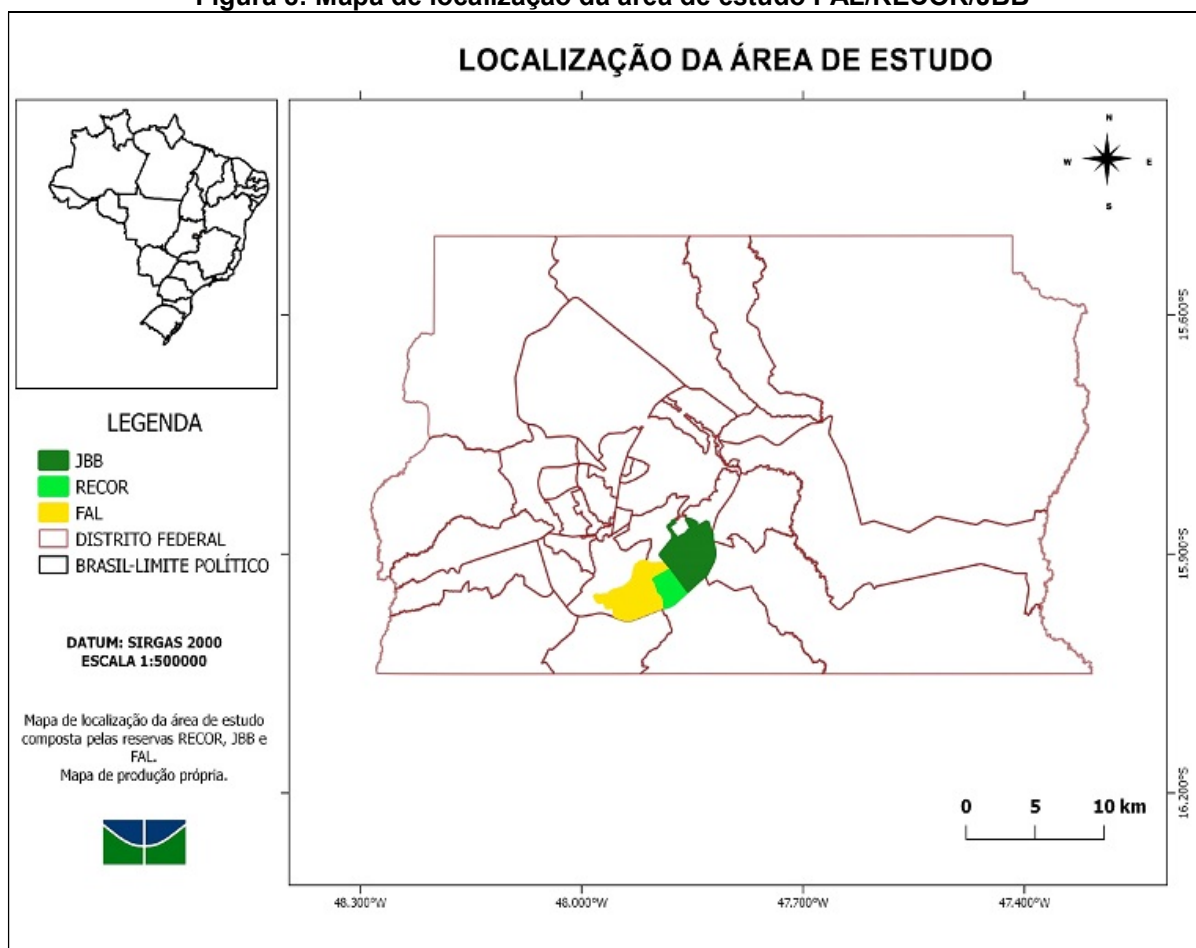 Figura 3: Mapa de localização da área de estudo FAL/RECOR/JBB
LOCALIZAÇÃO DA ÁREA DE ESTUDO
N
W
E
S
LEGENDA
JBB
RECOR
FAL
DISTRITO FEDERAL
BRASIL-LIMITE POLÍTICO
DATUM: SIRGAS 2000
ESCALA 1:500000
Mapa de localização da área de estudo
composta pelas reservas RECOR, JBB e
FAL.
Mapa de produção própria.
15.600°S
15.900°S
16.200°S
0 5 10 km
48.300°W 48.000°W 47.700°W 47.400°W